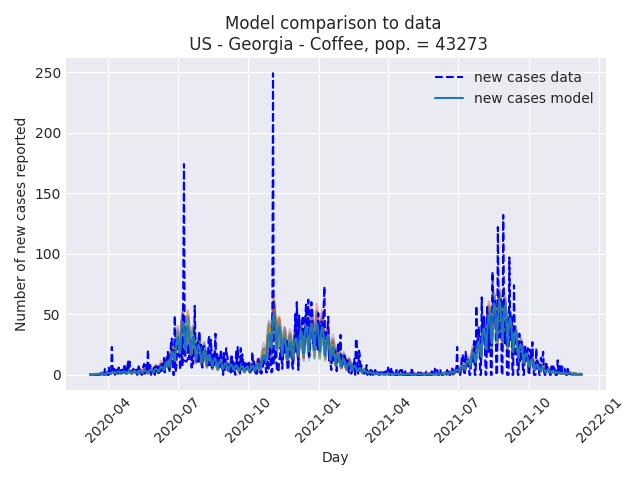 Model comparison to data
US - Georgia - Coffee, pop. = 43273
new cases data
new cases model
Number of new cases reported
250
200
150
100
50
0
2020-04
2020-07
2020-10
2021-01
2021-04
2021-07
2021-10
2022-01
Day